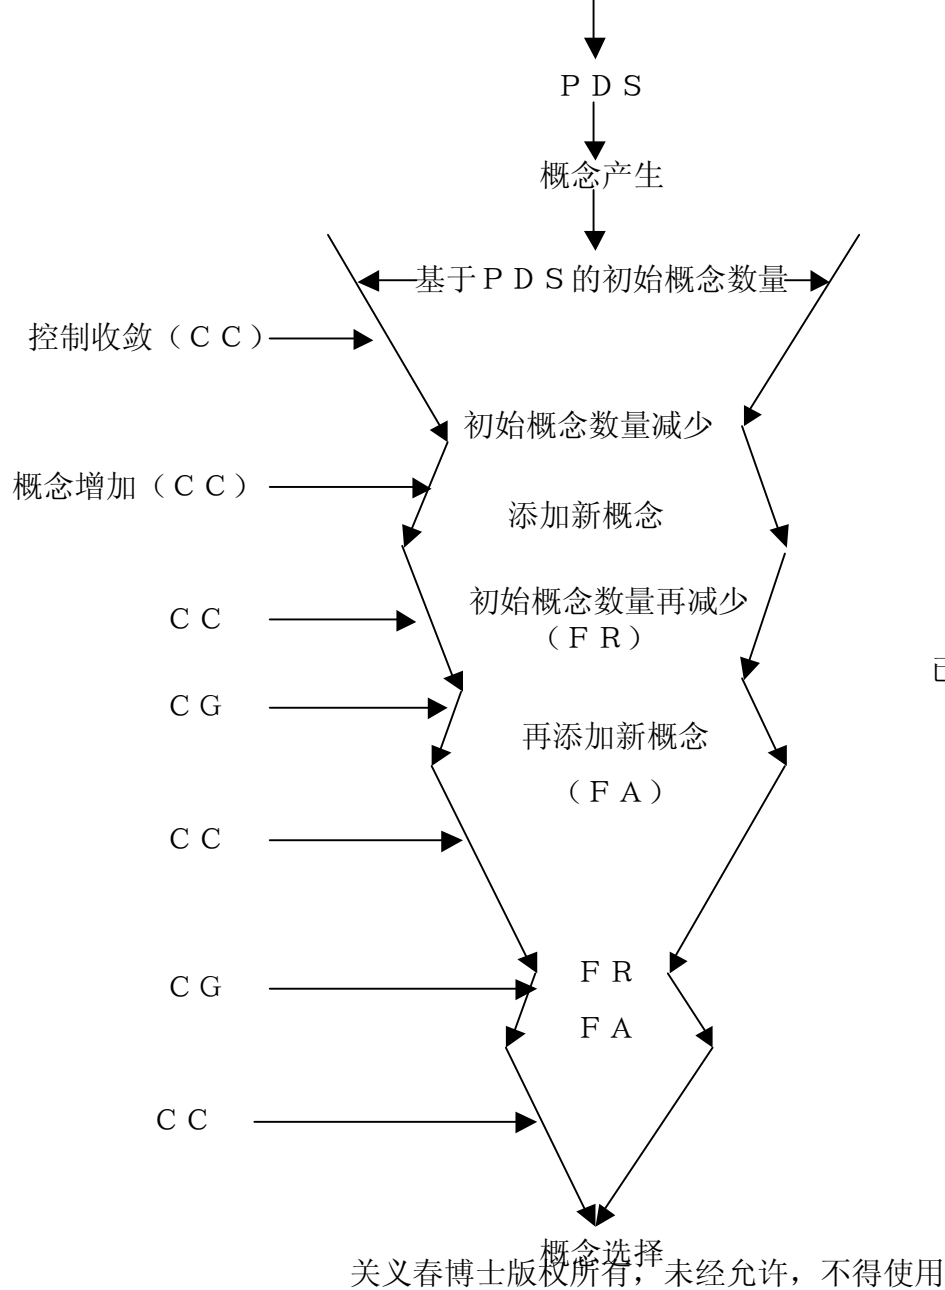 ＰＤＳ
概念产生
基于ＰＤＳ的初始概念数量
控制收敛（ＣＣ）
初始概念数量减少
概念增加（ＣＣ）
添加新概念
初始概念数量再减少
（ＦＲ）
ＣＣ
ＣＧ
再添加新概念
（ＦＡ）
ＣＣ
ＦＲ
ＣＧ
ＦＡ
ＣＣ
概念选择
关义春博士版权所有，未经允许，不得使用